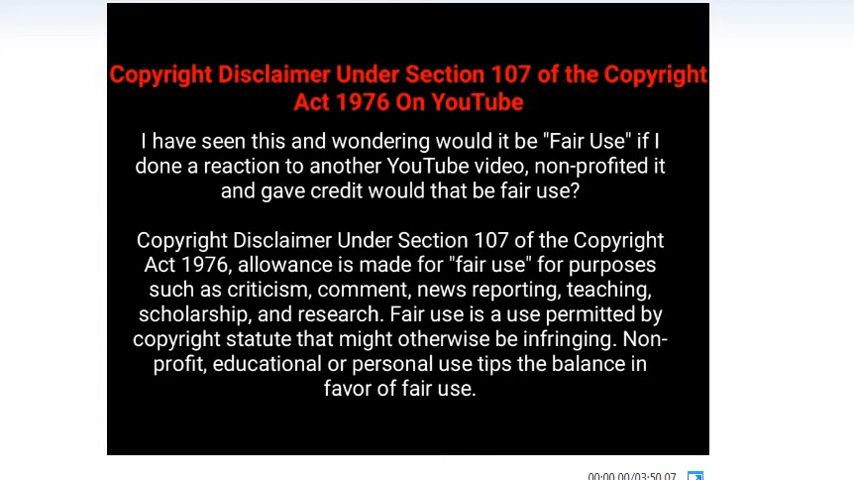 Copyright Disclaimer Under Section 107 of the Copyright
Act 1976 On YouTube
I have seen this and wondering would it be "Fair Use" if I
done a reaction to another YouTube video, non-profited it
and gave credit would that be fair use?
Copyright Disclaimer Under Section 107 of the Copyright
Act 1976, allowance is made for "fair use" for purposes
such as criticism, comment, news reporting, teaching,
scholarship, and research. Fair use is a use permitted by
copyright statute that might otherwise be infringing. Non-
profit, educational or personal use tips the balance in
favor of fair use.
00:00.00/03:50.07